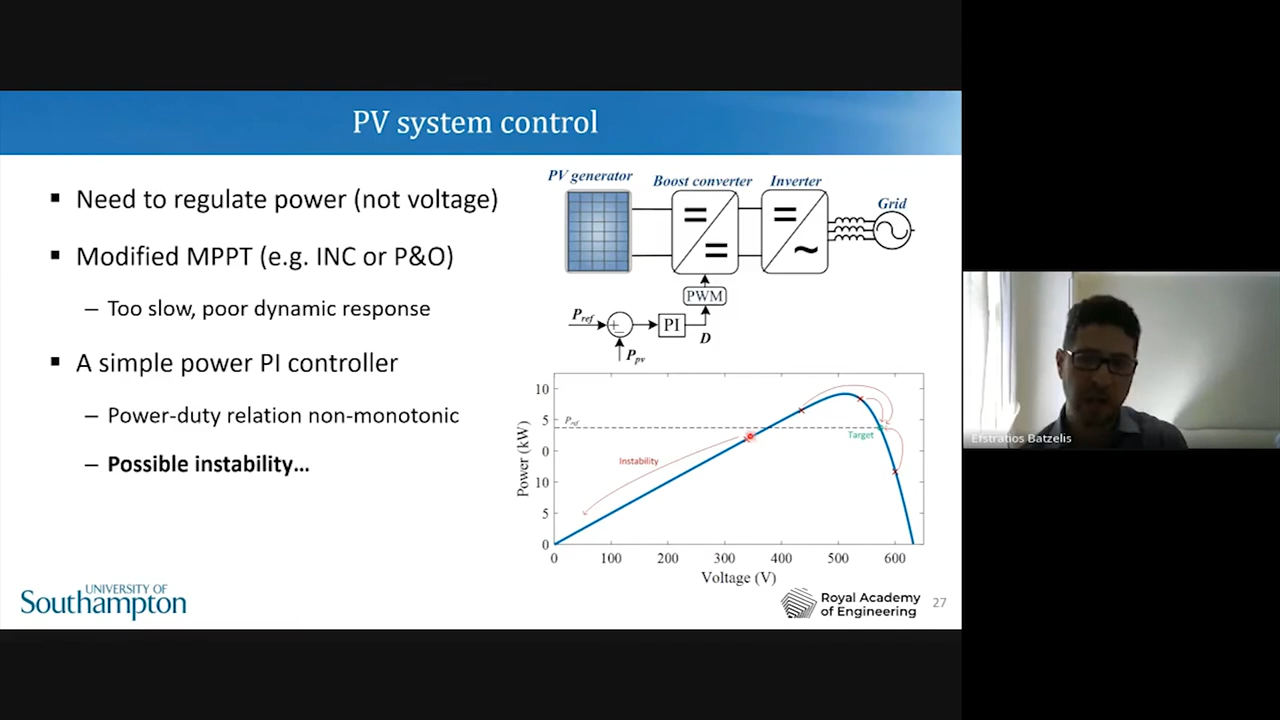 PV system control
▪ Need to regulate power (not voltage)
▪ Modified MPPT (e.g. INC or P&O)
– Too slow, poor dynamic response
▪ A simple power PI controller
– Power-duty relation non-monotonic
– Possible instability...
PV generator
Boost converter
Inverter
Grid
PWM
Pref
PI
D
Ppv
10
5
0
10
5
0
Power (kW)
Pref
Target
Instability
0 100 200 300 400 500 600
Voltage (V)
UNIVERSITY OF
Southampton
Royal Academy
of Engineering
27
Efstratios Batzelis